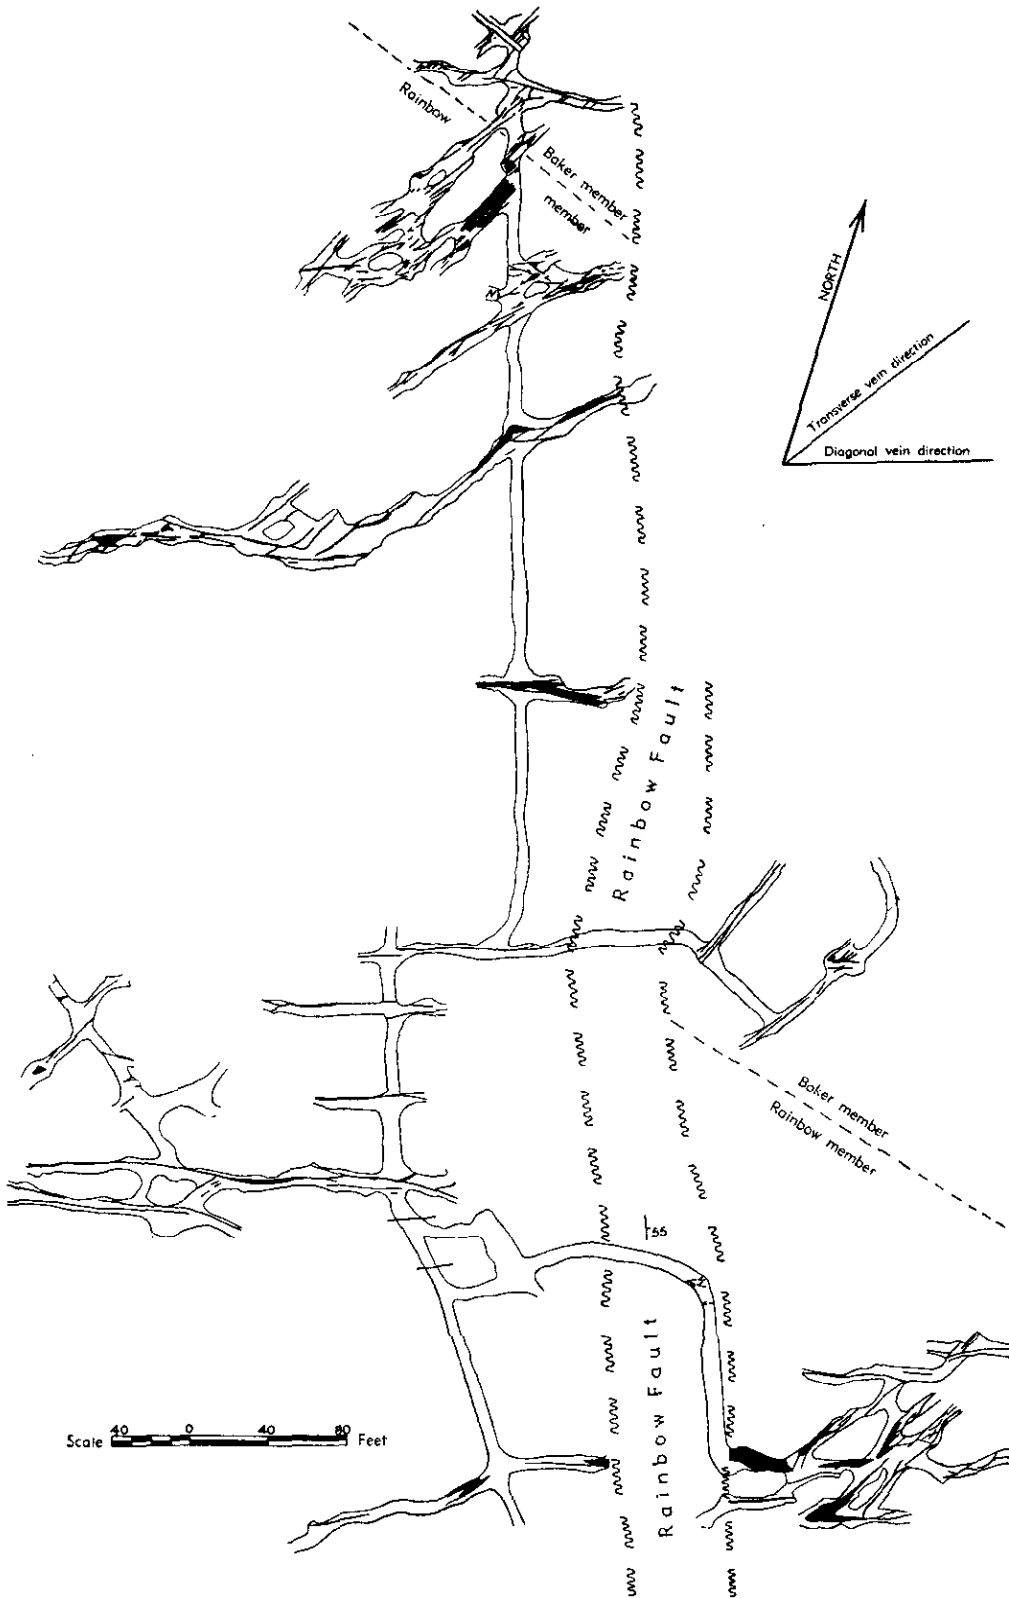 Rainbow
Baker member
member
NORTH
Transverse vein direction
Diagonal vein direction
Rainbow Fault
Baker member
Rainbow member
55
Rainbow Fault
40 0 40 80
Scale Feet